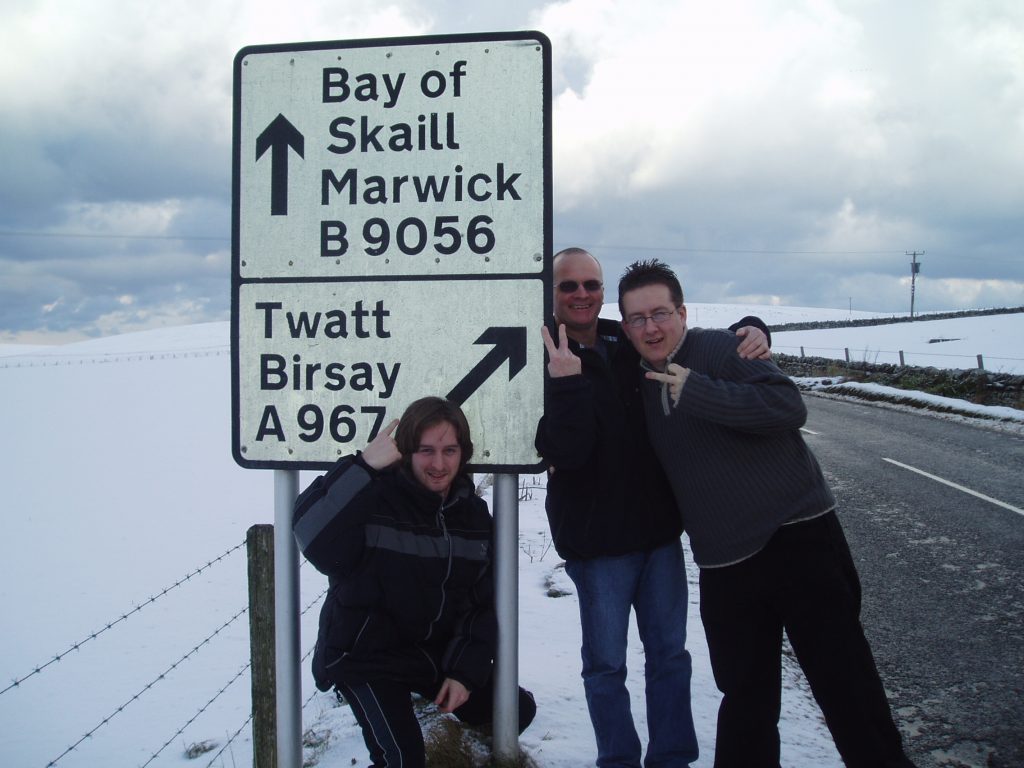 Bay of
Skaill
Marwick
B 9056
Twatt
Birsay
A 967